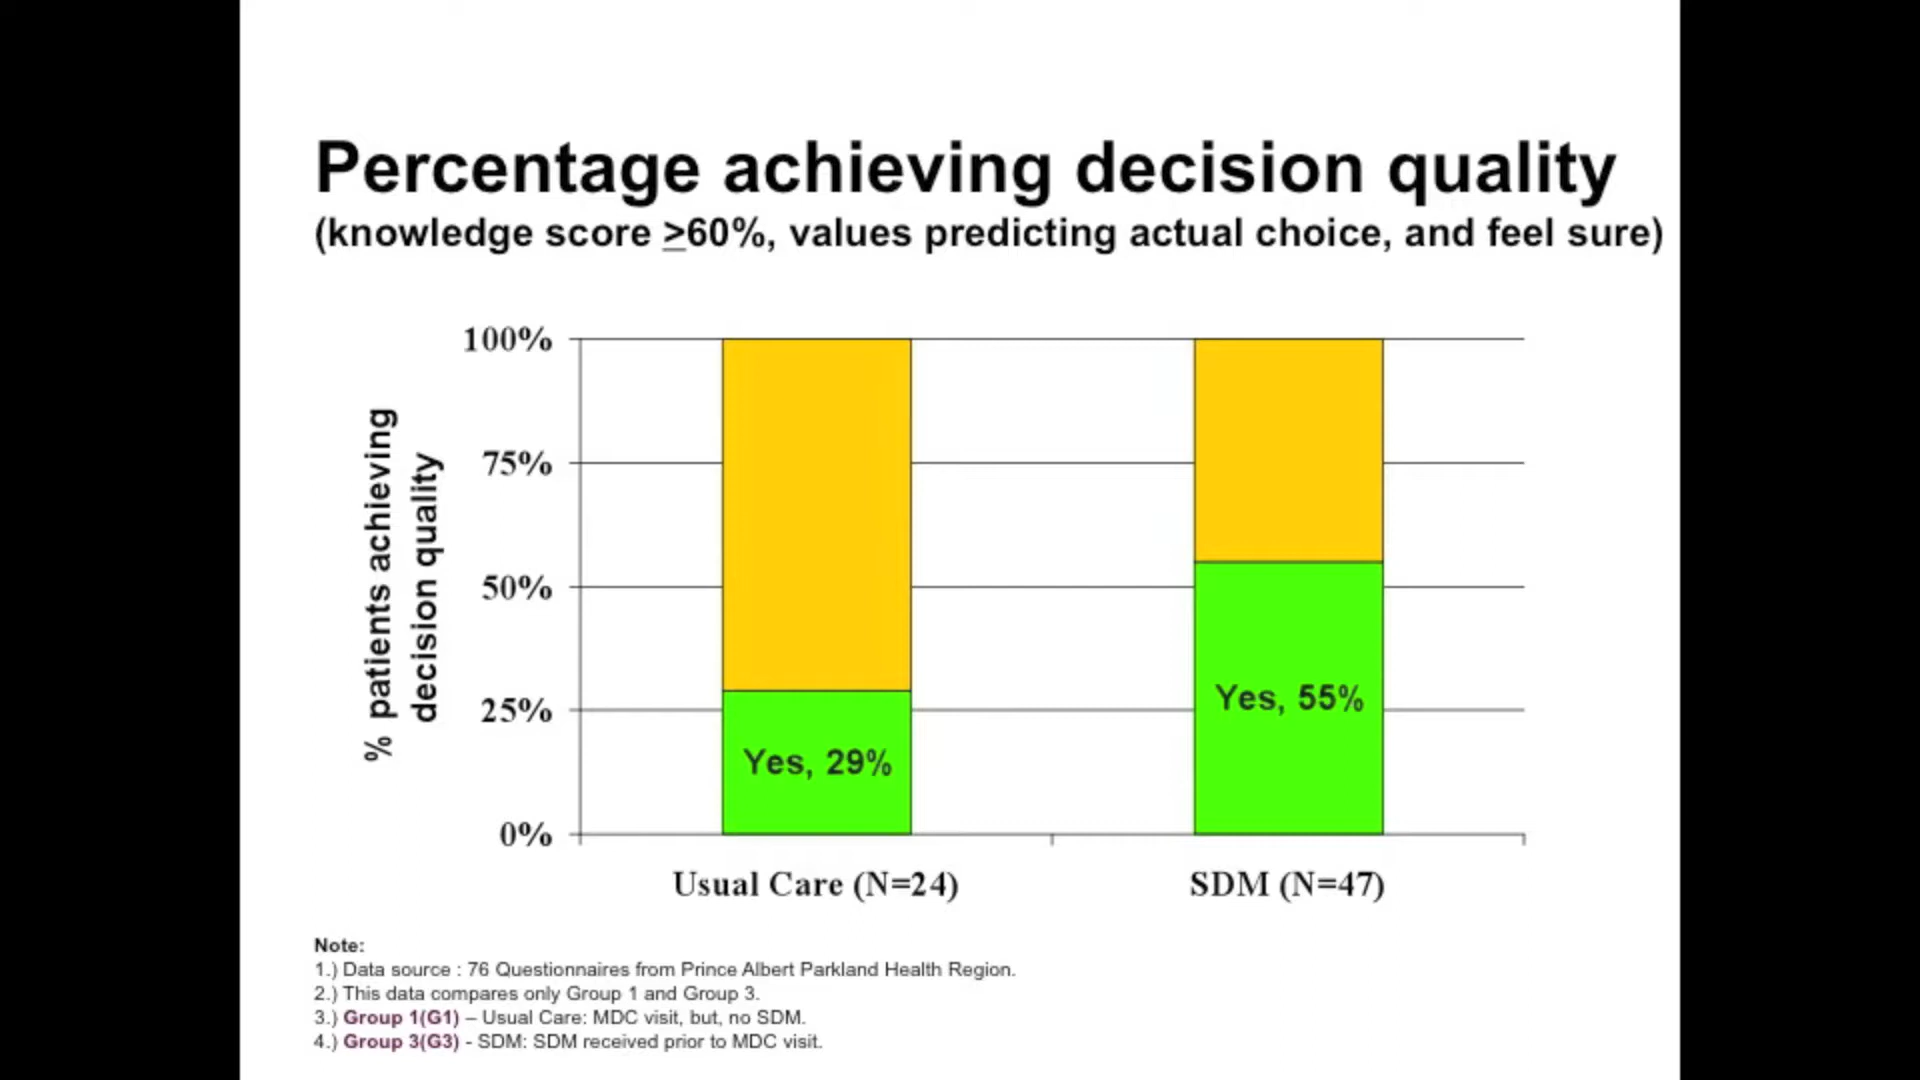 Percentage achieving decision quality
(knowledge score ≥60%, values predicting actual choice, and feel sure)
100%
75%
50%
25%
0%
% patients achieving
decision quality
Yes, 29%
Yes, 55%
Usual Care (N=24)
SDM (N=47)
Note:
1.) Data source : 76 Questionnaires from Prince Albert Parkland Health Region.
2.) This data compares only Group 1 and Group 3.
3.) Group 1(G1) – Usual Care: MDC visit, but, no SDM.
4.) Group 3(G3) - SDM: SDM received prior to MDC visit.